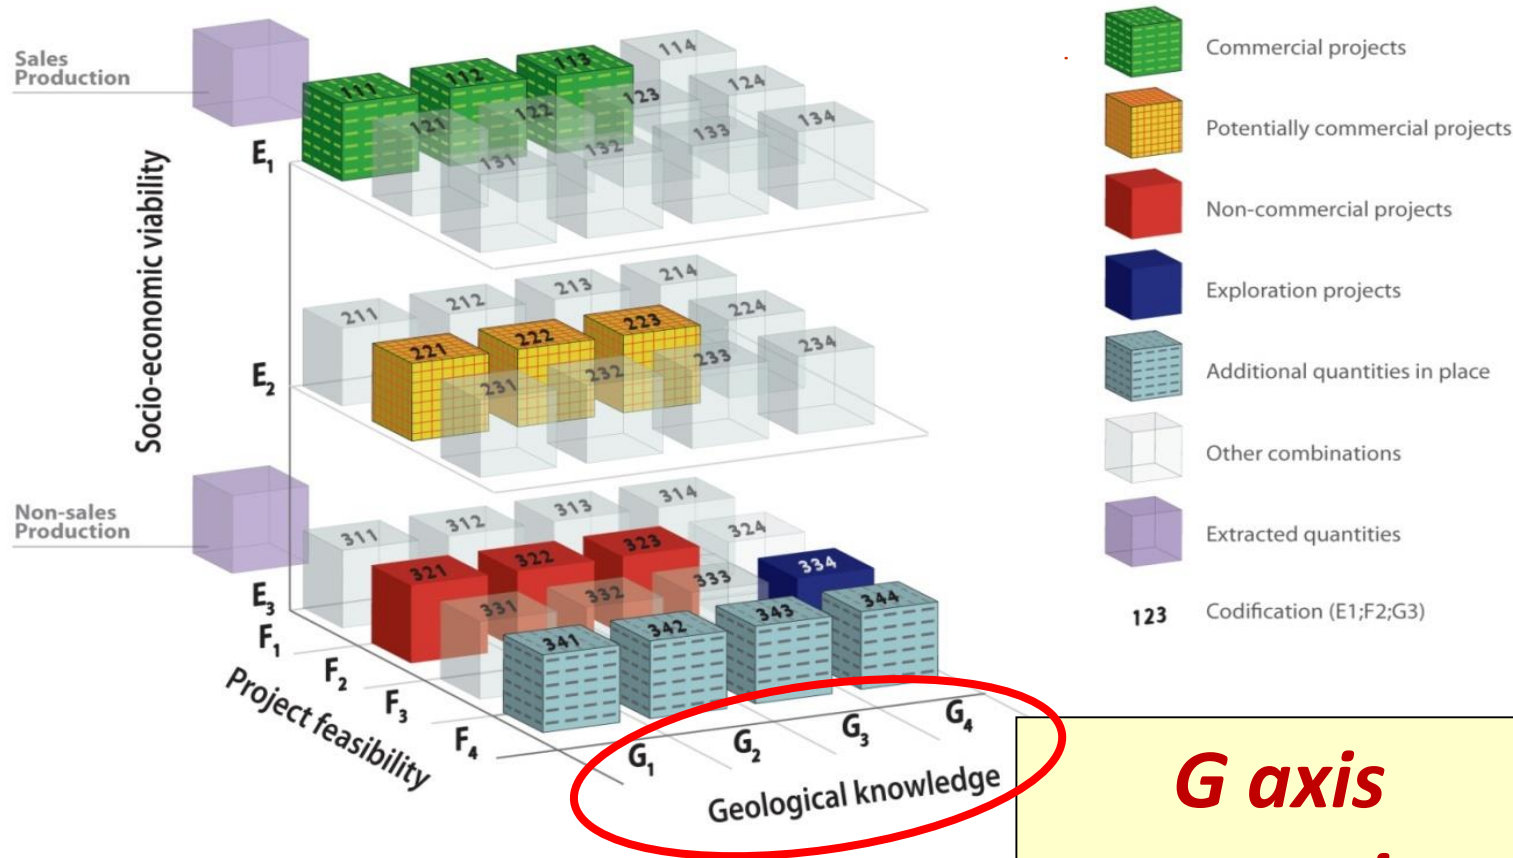 Sales
Production
Socio-economic viability
E1
111
112
113
114
121
122
123
124
131
132
133
134
E2
211
212
213
214
221
222
223
224
231
232
233
234
Non-sales
Production
E3
311
312
313
314
321
322
323
324
331
332
333
334
341
342
343
344
F1
F2
F3
F4
Project feasibility
G1
G2
G3
G4
Geological knowledge
Commercial projects
Potentially commercial projects
Non-commercial projects
Exploration projects
Additional quantities in place
Other combinations
Extracted quantities
123 Codification (E1;F2;G3)
G axis